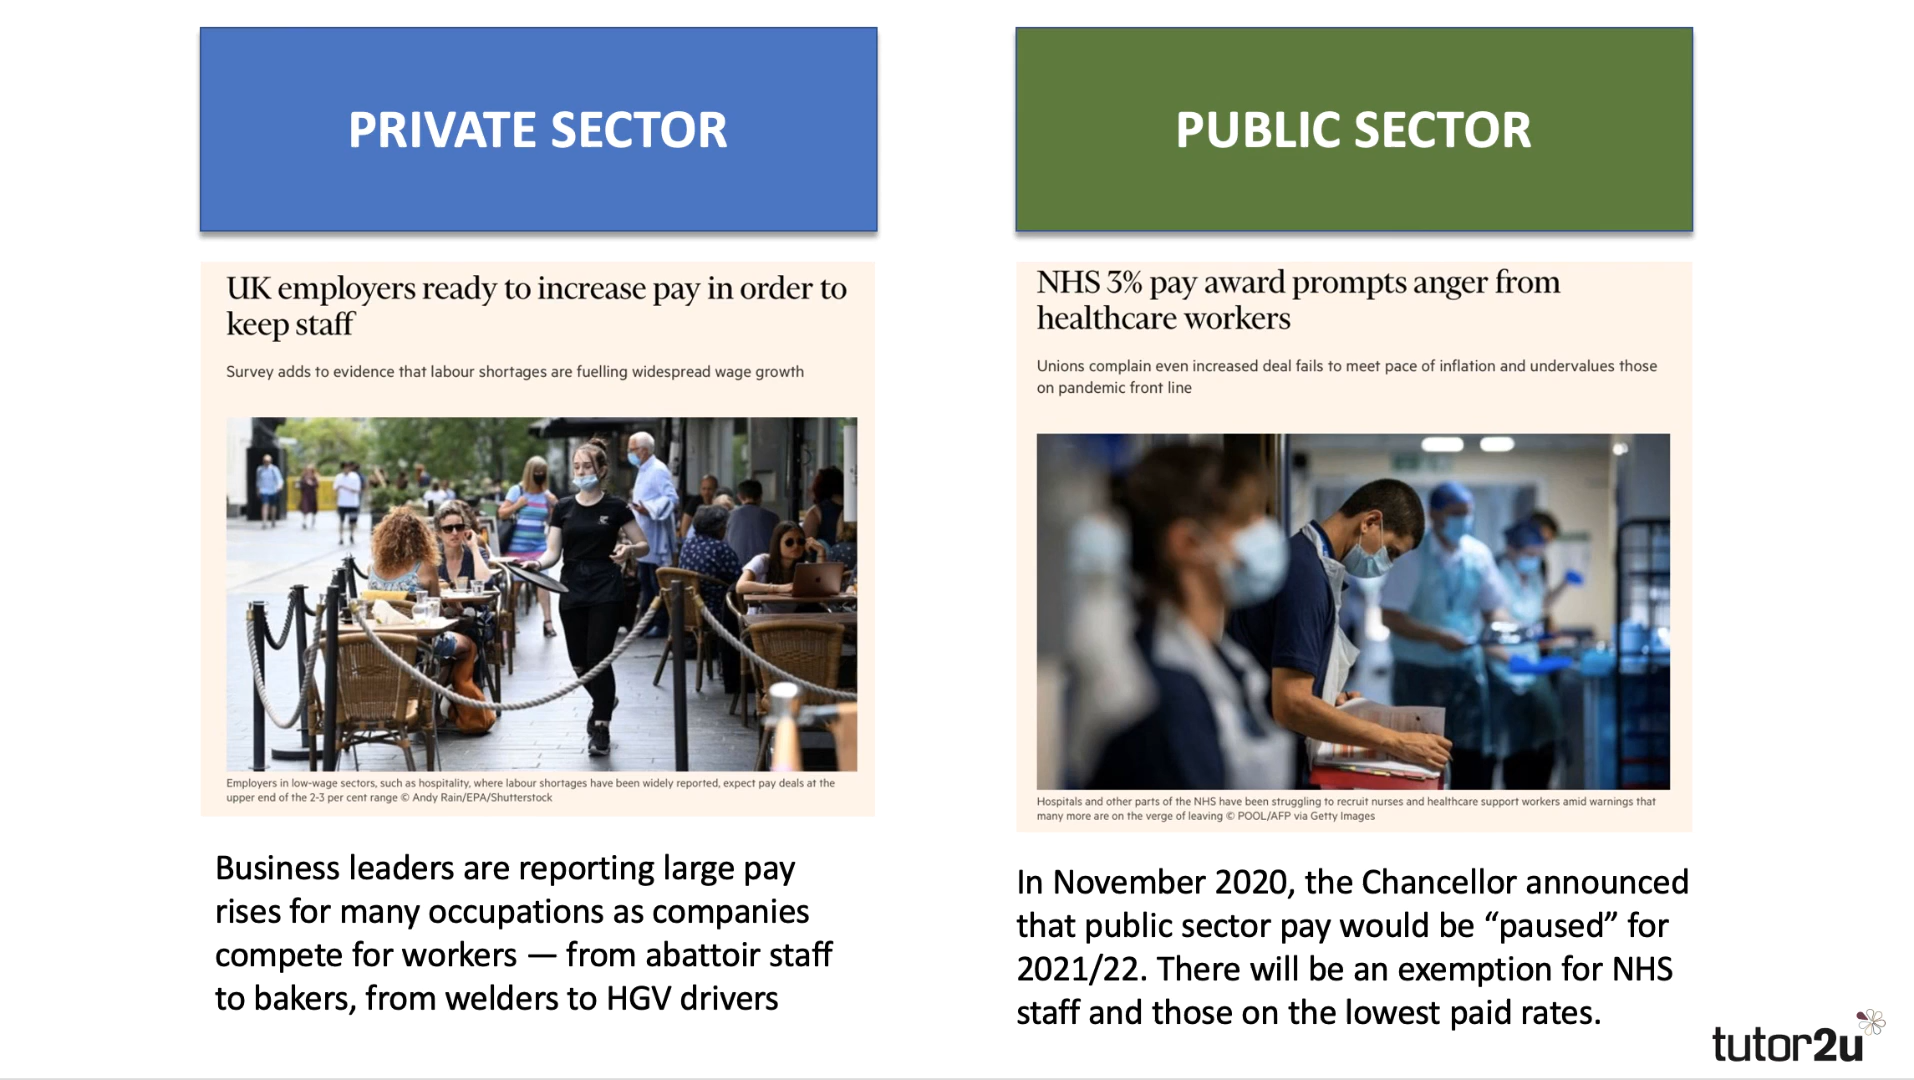 PRIVATE SECTOR
UK employers ready to increase pay in order to
keep staff
Survey adds to evidence that labour shortages are fuelling widespread wage growth
Employers in low-wage sectors, such as hospitality, where labour shortages have been widely reported, expect pay deals at the
upper end of the 2-3 per cent range © Andy Rain/EPA/Shutterstock
Business leaders are reporting large pay
rises for many occupations as companies
compete for workers — from abattoir staff
to bakers, from welders to HGV drivers
PUBLIC SECTOR
NHS 3% pay award prompts anger from
healthcare workers
Unions complain even increased deal fails to meet pace of inflation and undervalues those
on pandemic front line
Hospitals and other parts of the NHS have been struggling to recruit nurses and healthcare support workers amid warnings that
many more are on the verge of leaving © POOL/AFP via Getty Images
In November 2020, the Chancellor announced
that public sector pay would be “paused” for
2021/22. There will be an exemption for NHS
staff and those on the lowest paid rates.
tutor2u